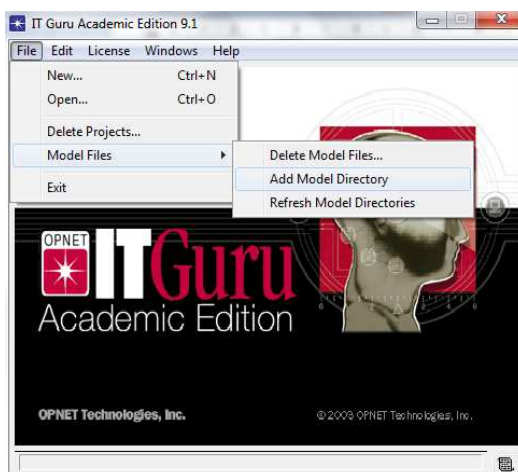 IT Guru Academic Edition 9.1
File Edit License Windows Help
New... Ctrl+N
Open... Ctrl+O
Delete Projects...
Model Files
Exit
Delete Model Files...
Add Model Directory
Refresh Model Directories
OPNET
ITGuru
Academic Edition
OPNET Technologies, Inc.
©2003 OPNET Technologies, Inc.